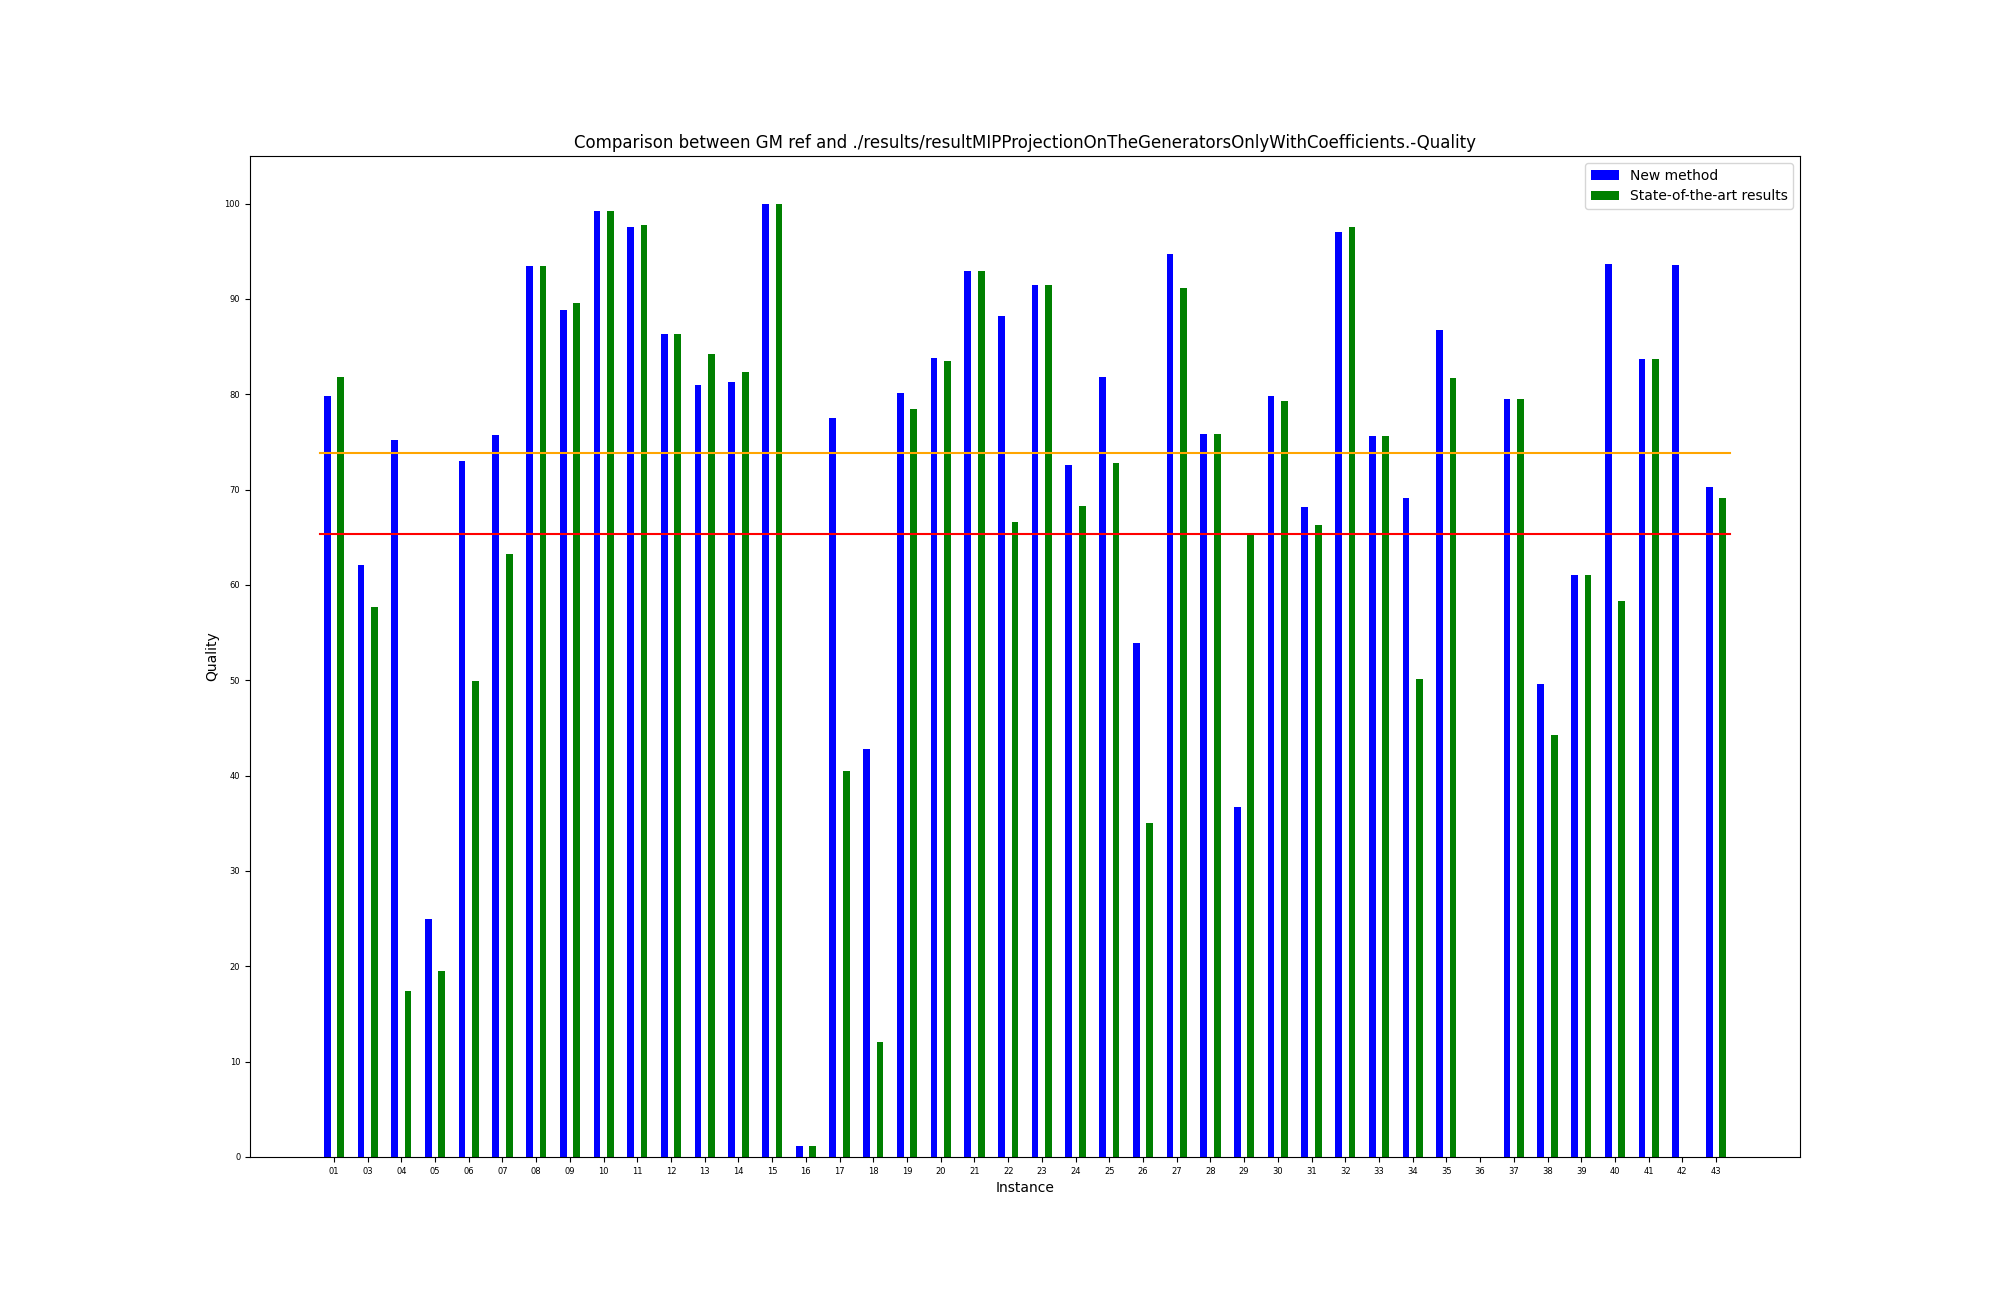 Comparison between GM ref and ./results/resultMIPProjectionOnTheGeneratorsOnlyWithCoefficients.-Quality
New method
State-of-the-art results
100
90
80
70
60
50
40
30
20
10
0
Quality
01 03 04 05 06 07 08 09 10 11 12 13 14 15 16 17 18 19 20 21 22 23 24 25 26 27 28 29 30 31 32 33 34 35 36 37 38 39 40 41 42 43
Instance